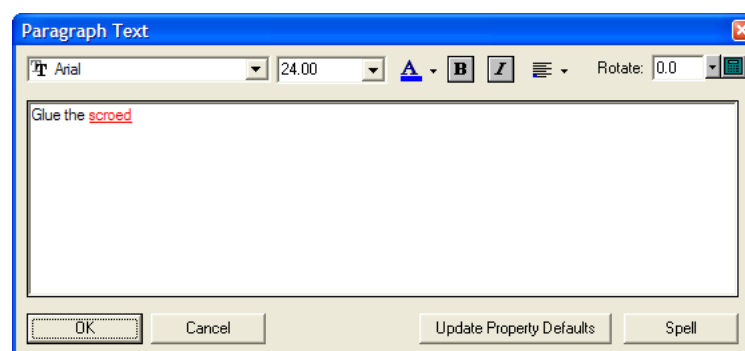 Paragraph Text
Arial 24.00 A B I Rotate: 0.0
Glue the scroed
OK Cancel Update Property Defaults Spell